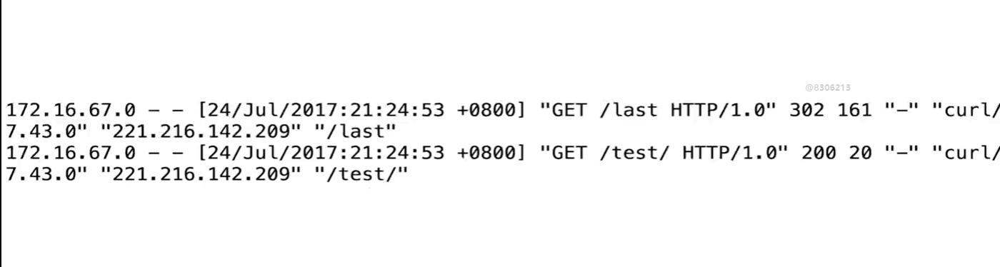 @8306213
172.16.67.0 – – [24/Jul/2017:21:24:53 +0800] "GET /last HTTP/1.0" 302 161 "–" "curl/
7.43.0" "221.216.142.209" "/last"
172.16.67.0 – – [24/Jul/2017:21:24:53 +0800] "GET /test/ HTTP/1.0" 200 20 "–" "curl/
7.43.0" "221.216.142.209" "/test/"